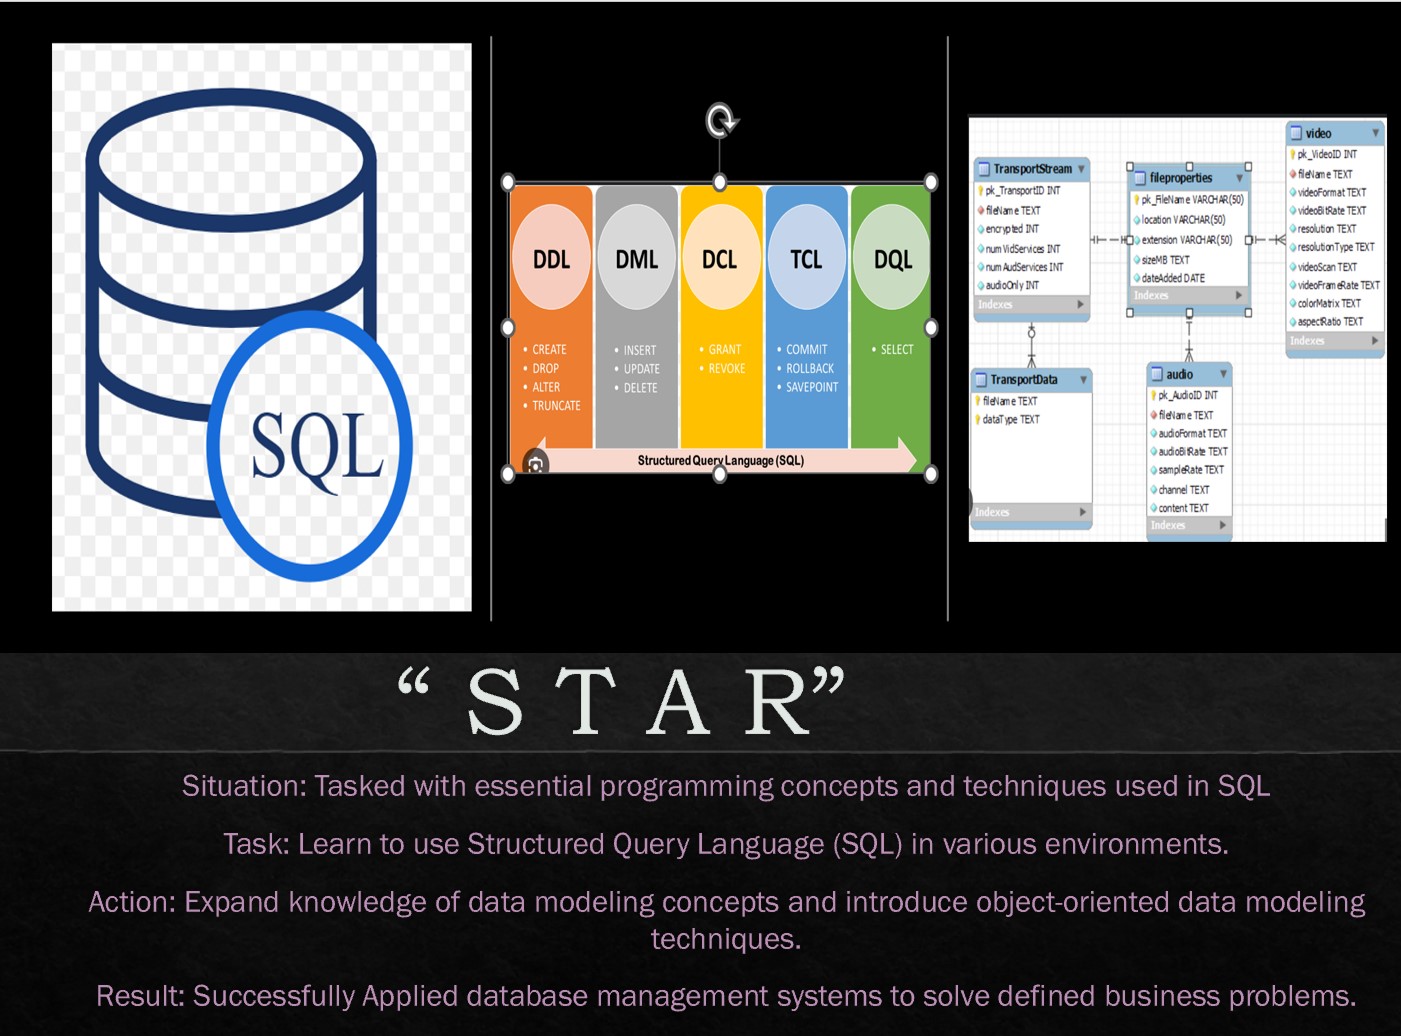 SQL
DDL
DML
DCL
TCL
DQL
• CREATE
• DROP
• ALTER
• TRUNCATE
• INSERT
• UPDATE
• DELETE
• GRANT
• REVOKE
• COMMIT
• ROLLBACK
• SAVEPOINT
• SELECT
Structured Query Language (SQL)
TransportStream
pk_TransportID INT
fileName TEXT
encrypted INT
numVidServices INT
numAudServices INT
audioOnly INT
Indexes
fileproperties
pk_FileName VARCHAR(50)
location VARCHAR(50)
extension VARCHAR(50)
sizeMB TEXT
dateAdded DATE
Indexes
video
pk_VideoID INT
fileName TEXT
videoFormat TEXT
videoBitRate TEXT
resolution TEXT
resolutionType TEXT
videoScan TEXT
videoFrameRate TEXT
colorMatrix TEXT
aspectRatio TEXT
Indexes
TransportData
fileName TEXT
dataType TEXT
Indexes
audio
pk_AudioID INT
fileName TEXT
audioFormat TEXT
audioBitRate TEXT
sampleRate TEXT
channel TEXT
content TEXT
Indexes
“ S T A R”
Situation: Tasked with essential programming concepts and techniques used in SQL
Task: Learn to use Structured Query Language (SQL) in various environments.
Action: Expand knowledge of data modeling concepts and introduce object-oriented data modeling
techniques.
Result: Successfully Applied database management systems to solve defined business problems.